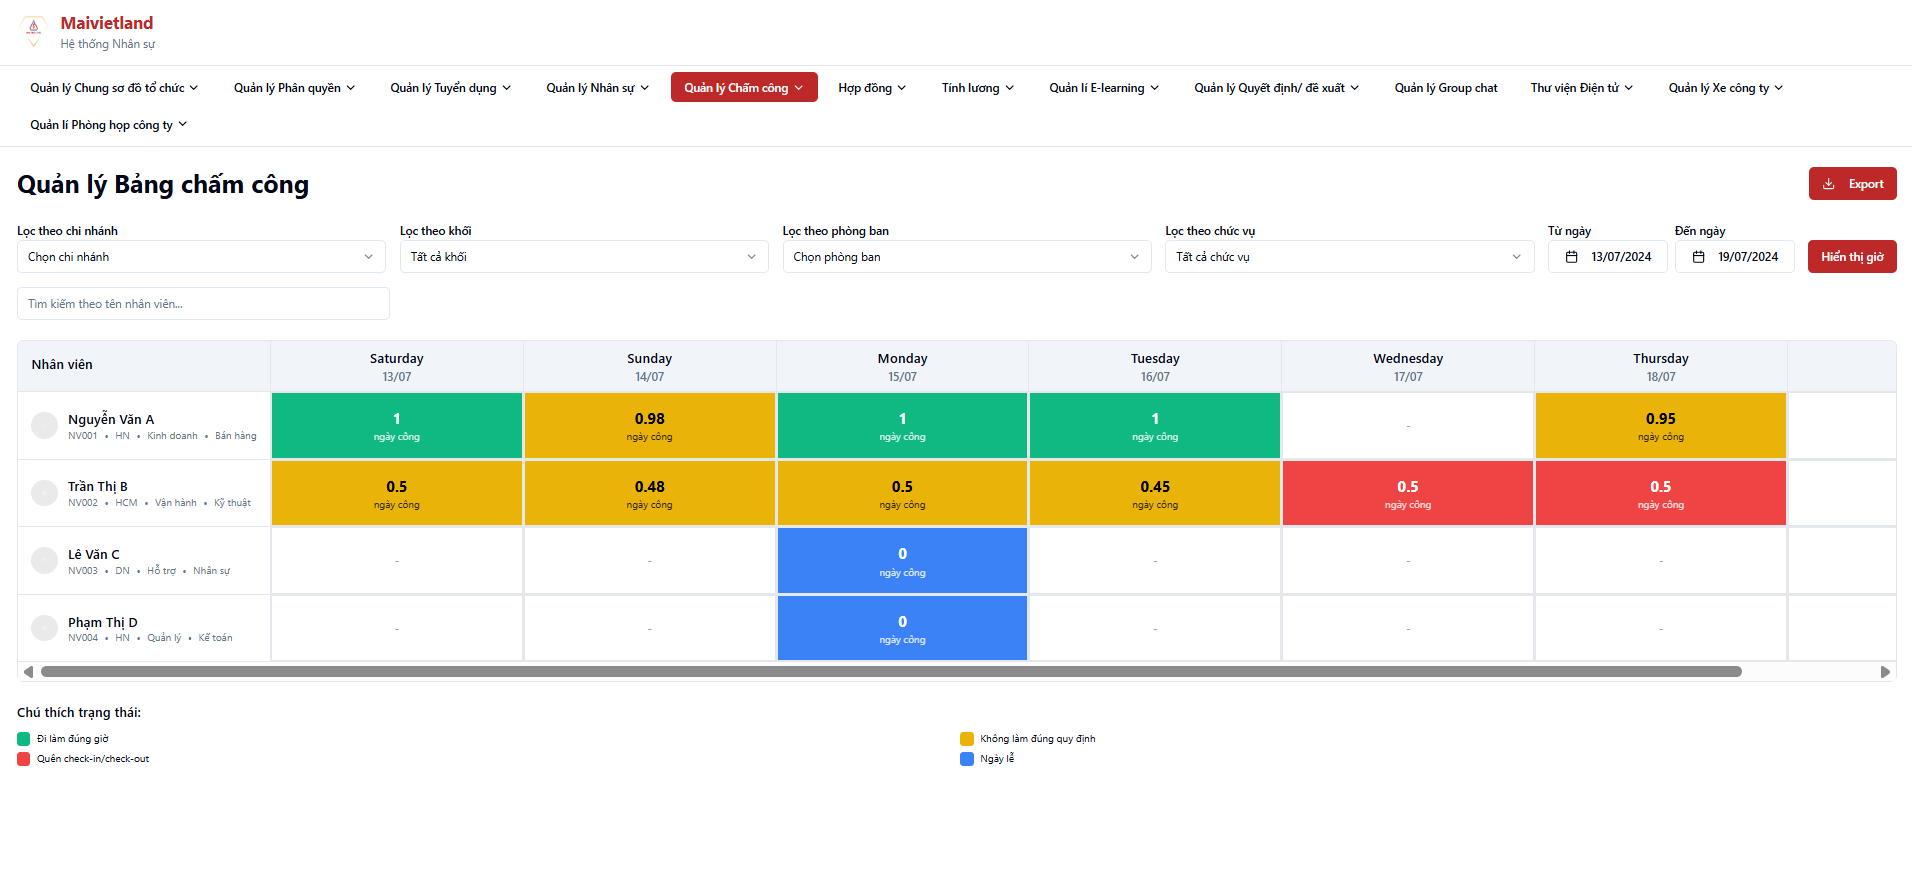 Maivietland
Hệ thống Nhân sự
Quản lý Chung sơ đồ tổ chức Quản lý Phân quyền Quản lý Tuyển dụng Quản lý Nhân sự Quản lý Chấm công Hợp đồng Tính lương Quản lí E-learning Quản lý Quyết định/ đề xuất Quản lý Group chat Thư viện Điện tử Quản lý Xe công ty
Quản lí Phòng họp công ty
Quản lý Bảng chấm công
Export
Lọc theo chi nhánh Lọc theo khối Lọc theo phòng ban Lọc theo chức vụ Từ ngày Đến ngày
Chọn chi nhánh Tất cả khối Chọn phòng ban Tất cả chức vụ 13/07/2024 19/07/2024 Hiển thị giờ
Tìm kiếm theo tên nhân viên...
Nhân viên Saturday Sunday Monday Tuesday Wednesday Thursday
13/07 14/07 15/07 16/07 17/07 18/07
Nguyễn Văn A 1 0.98 1 1 - 0.95
NV001 • HN • Kinh doanh • Bán hàng ngày công ngày công ngày công ngày công ngày công
Trần Thị B 0.5 0.48 0.5 0.45 0.5 0.5
NV002 • HCM • Vận hành • Kỹ thuật ngày công ngày công ngày công ngày công ngày công ngày công
Lê Văn C - - 0 - - -
NV003 • DN • Hỗ trợ • Nhân sự ngày công
Phạm Thị D - - 0 - - -
NV004 • HN • Quản lý • Kế toán ngày công
Chú thích trạng thái:
Đi làm đúng giờ Không làm đúng quy định
Quên check-in/check-out Ngày lễ